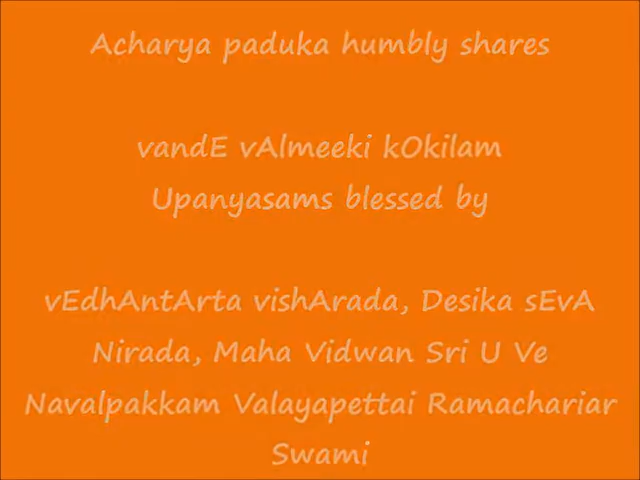 Acharya paduka humbly shares
vandE vAlmeeki kOkilam
Upanyasams blessed by
vEdhAntArta vishArada, Desika sEvA
Nirada, Maha Vidwan Sri U Ve
Navalpakkam Valayapettai Ramachariar
Swami